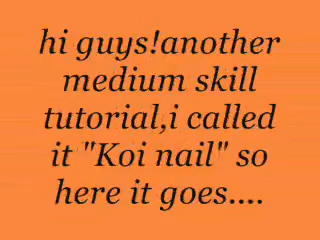 hi guys!another
medium skill
tutorial,i called
it "Koi nail" so
here it goes....